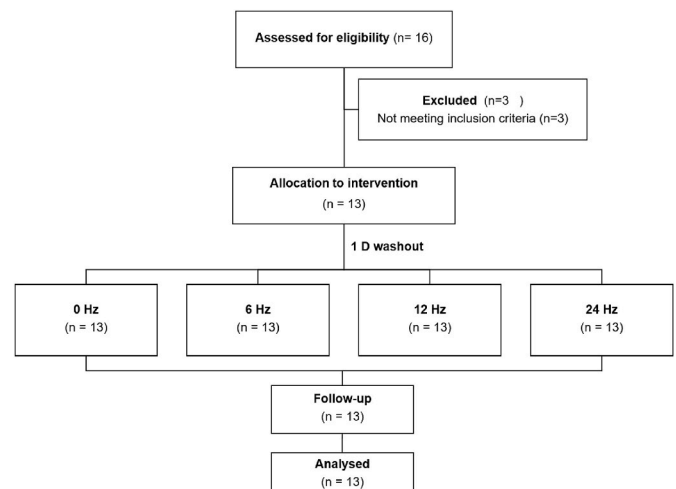 Assessed for eligibility (n= 16)
Excluded (n=3 )
Not meeting inclusion criteria (n=3)
Allocation to intervention
(n = 13)
1 D washout
0 Hz
(n = 13)
6 Hz
(n = 13)
12 Hz
(n = 13)
24 Hz
(n = 13)
Follow-up
(n = 13)
Analysed
(n = 13)